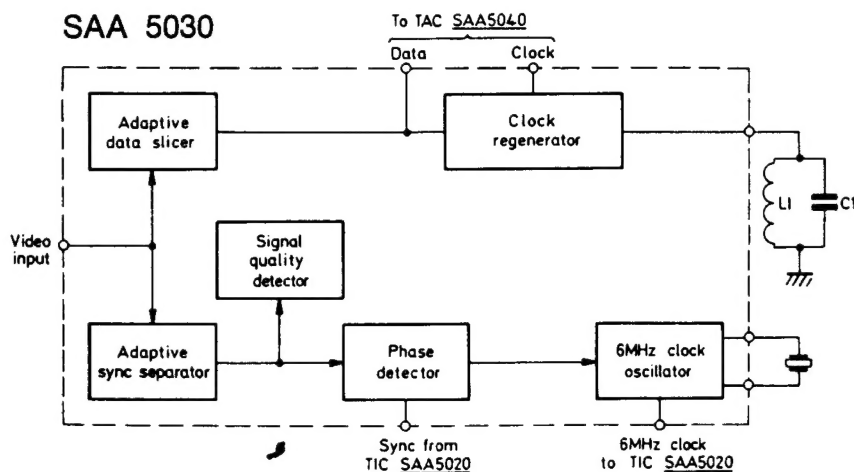 SAA 5030
To TAC SAA5040
Data
Clock
Adaptive
data slicer
Clock
regenerator
L1
C1
Video
input
Signal
quality
detector
Adaptive
sync separator
Phase
detector
6MHz clock
oscillator
Sync from
TIC SAA5020
6MHz clock
to TIC SAA5020